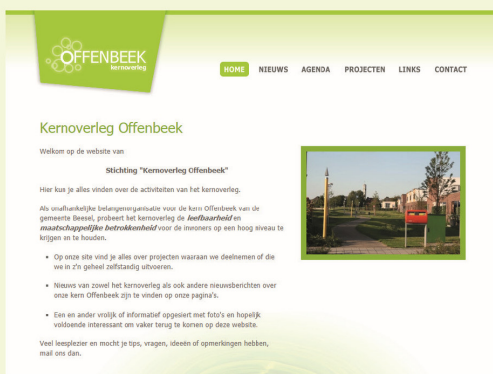 OFFENBEEK
kernoverleg
HOME NIEUWS AGENDA PROJECTEN LINKS CONTACT
Kernoverleg Offenbeek
Welkom op de website van
Stichting "Kernoverleg Offenbeek"
Hier kun je alles vinden over de activiteiten van het kernoverleg.
Als onafhankelijke belangenorganisatie voor de kern Offenbeek van de
gemeente Beesel, probeert het kernoverleg de leefbaarheid en
maatschappelijke betrokkenheid voor de inwoners op een hoog niveau te
krijgen en te houden.
• Op onze site vind je alles over projecten waaraan we deelnemen of die
we in z'n geheel zelfstandig uitvoeren.
• Nieuws van zowel het kernoverleg als ook andere nieuwsberichten over
onze kern Offenbeek zijn te vinden op onze pagina's.
• Een en ander vrolijk of informatief opgesiert met foto's en hopelijk
voldoende interessant om vaker terug te komen op deze website.
Veel leesplezier en mocht je tips, vragen, ideeën of opmerkingen hebben,
mail ons dan.